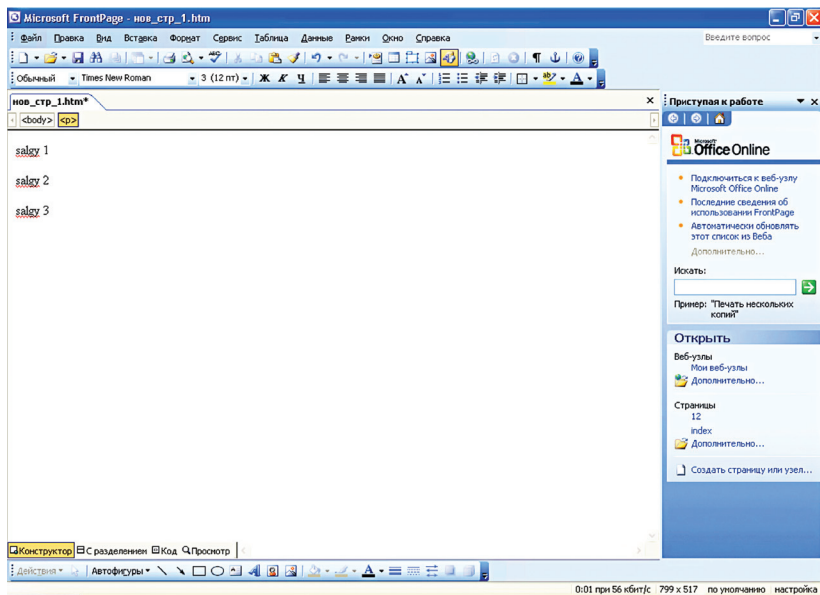 Microsoft FrontPage - нов_стр_1.htm
Файл Правка Вид Вставка Формат Сервис Таблица Данные Рамки Окно Справка
Введите вопрос
Обычный Times New Roman 3 (12 пт) Ж К Ч
нов_стр_1.htm*
<body> <p>
salgy 1
salgy 2
salgy 3
Приступая к работе
Microsoft
Office Online
Подключиться к веб-узлу
Microsoft Office Online
Последние сведения об
использовании FrontPage
Автоматически обновлять
этот список из Веба
Дополнительно...
Искать:
Пример: "Печать нескольких
копий"
Открыть
Веб-узлы
Мои веб-узлы
Дополнительно...
Страницы
12
index
Дополнительно...
Создать страницу или узел...
Конструктор С разделением Код Просмотр
Действия Автофигуры
0:01 при 56 кбит/с 799 x 517 по умолчанию настройка